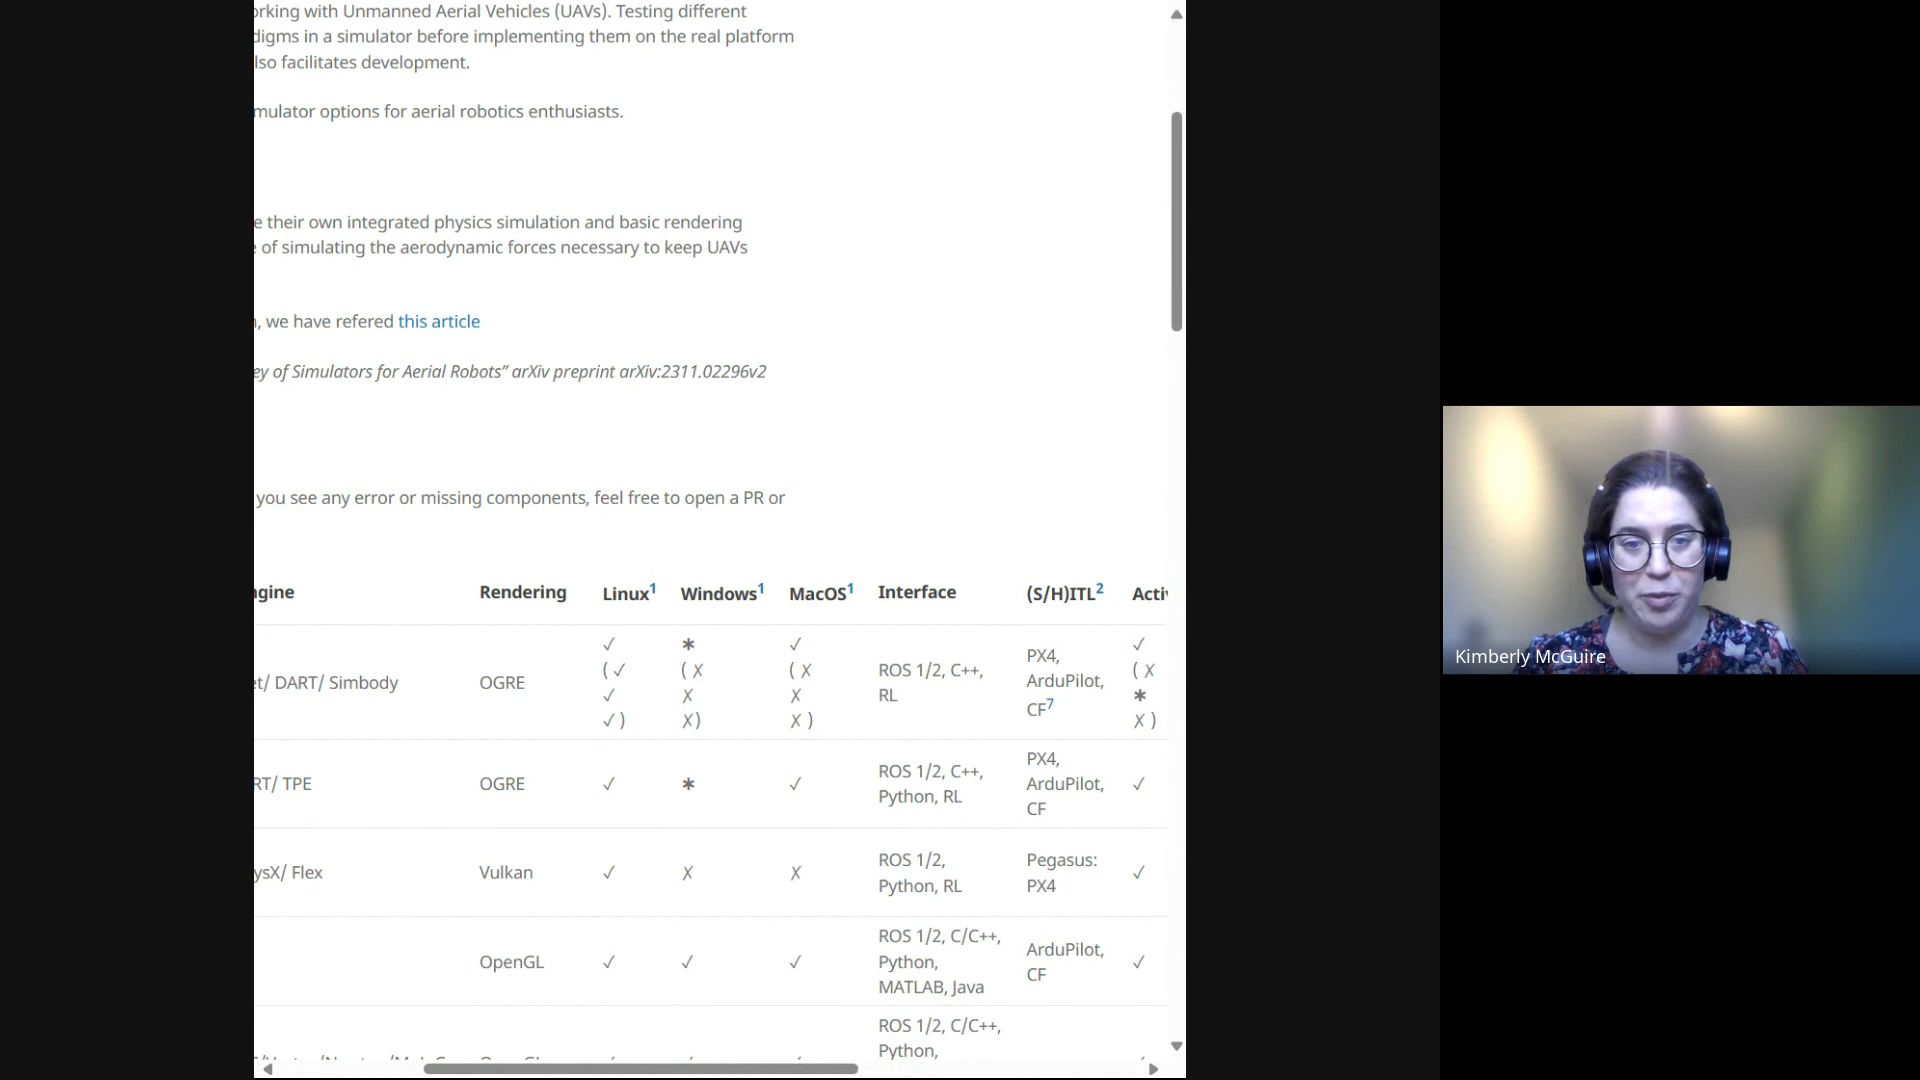 orking with Unmanned Aerial Vehicles (UAVs). Testing different
digms in a simulator before implementing them on the real platform
lso facilitates development.
mulator options for aerial robotics enthusiasts.
e their own integrated physics simulation and basic rendering
e of simulating the aerodynamic forces necessary to keep UAVs
n, we have refered this article
ey of Simulators for Aerial Robots” arXiv preprint arXiv:2311.02296v2
you see any error or missing components, feel free to open a PR or
ngine Rendering Linux1 Windows1 MacOS1 Interface (S/H)ITL2 Activ
et/ DART/ Simbody OGRE ✓ (✓ ✓ ✓) ∗ (✗ ✗ ✗) ✓ (✗ ✗ ✗) ROS 1/2, C++, RL PX4, ArduPilot, CF7 ✓ (✗ ∗ ✗)
RT/ TPE OGRE ✓ ∗ ✓ ROS 1/2, C++, Python, RL PX4, ArduPilot, CF ✓
ysX/ Flex Vulkan ✓ ✗ ✗ ROS 1/2, Python, RL Pegasus: PX4 ✓
OpenGL ✓ ✓ ✓ ROS 1/2, C/C++, Python, MATLAB, Java ArduPilot, CF ✓
ROS 1/2, C/C++, Python,
Kimberly McGuire